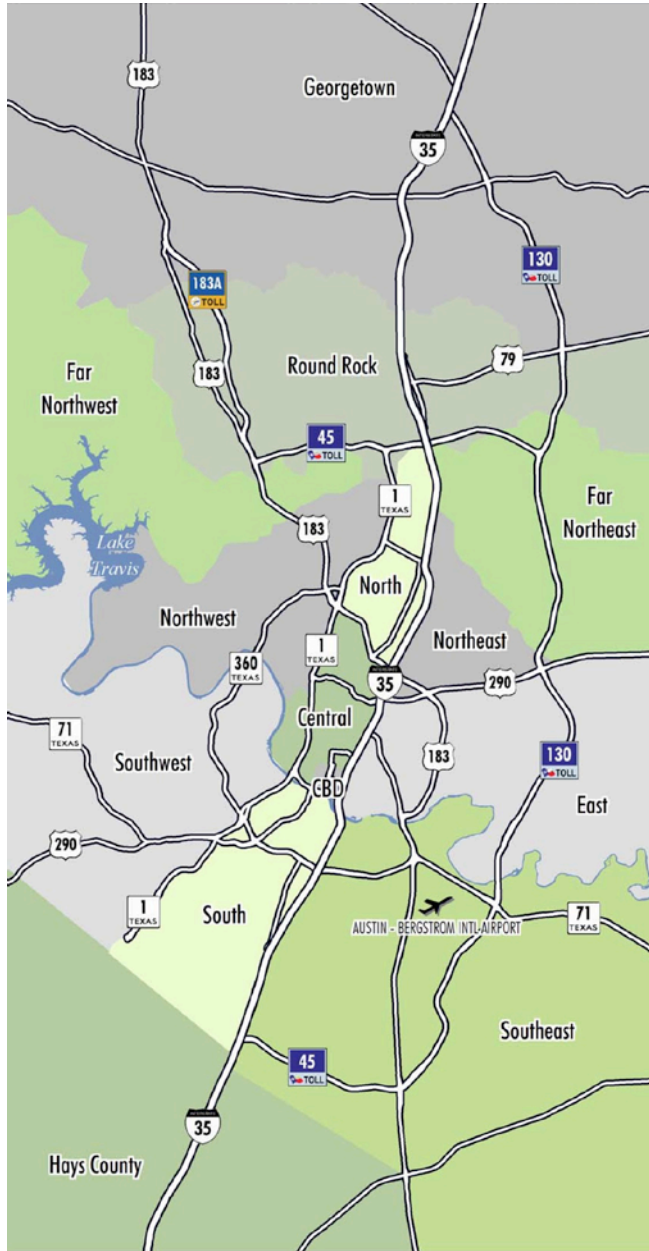 183
Georgetown
35
130
TOLL
183A
TOLL
79
Round Rock
183
Far
Northwest
45
TOLL
1
TEXAS
Far
Northeast
183
Lake
Travis
North
Northwest
Northeast
1
TEXAS
360
TEXAS
35
290
Central
71
TEXAS
183
130
TOLL
Southwest
CBD
East
290
1
TEXAS
South
71
TEXAS
AUSTIN - BERGSTROM INTL AIRPORT
Southeast
45
TOLL
35
Hays County